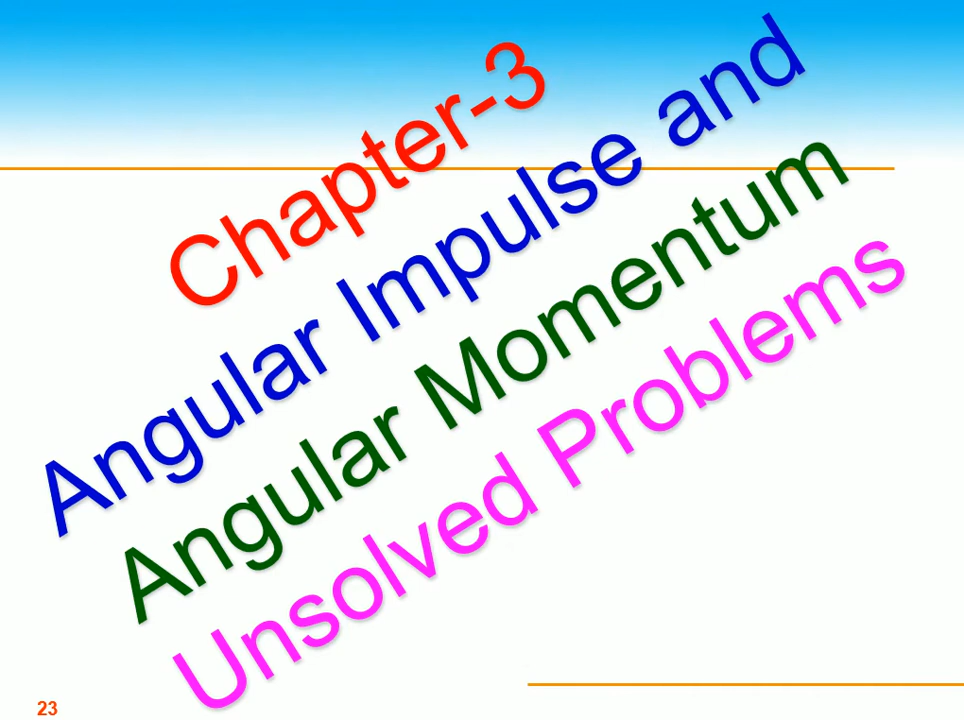 Chapter-3
Angular Impulse and
Angular Momentum
Unsolved Problems
23